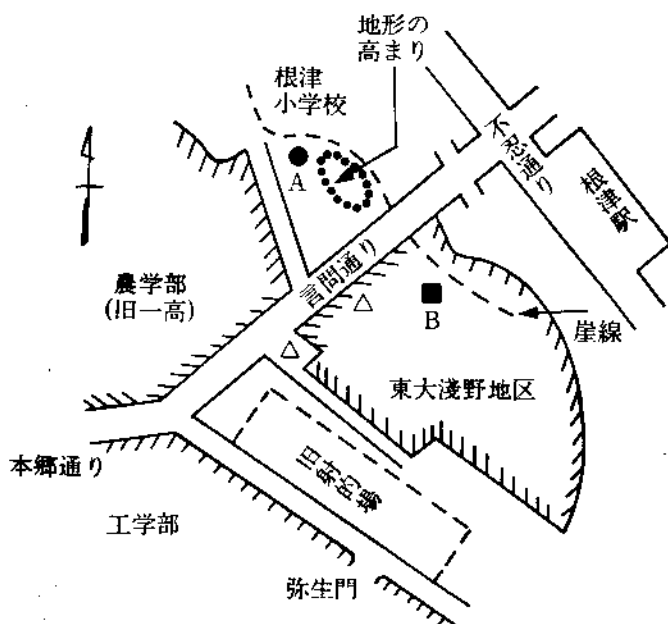 地形の
高まり
根津
小学校
A
不忍通り
根津駅
言問通り
農学部
(旧一高)
B
崖線
東大淺野地区
本郷通り
旧射的場
工学部
弥生門